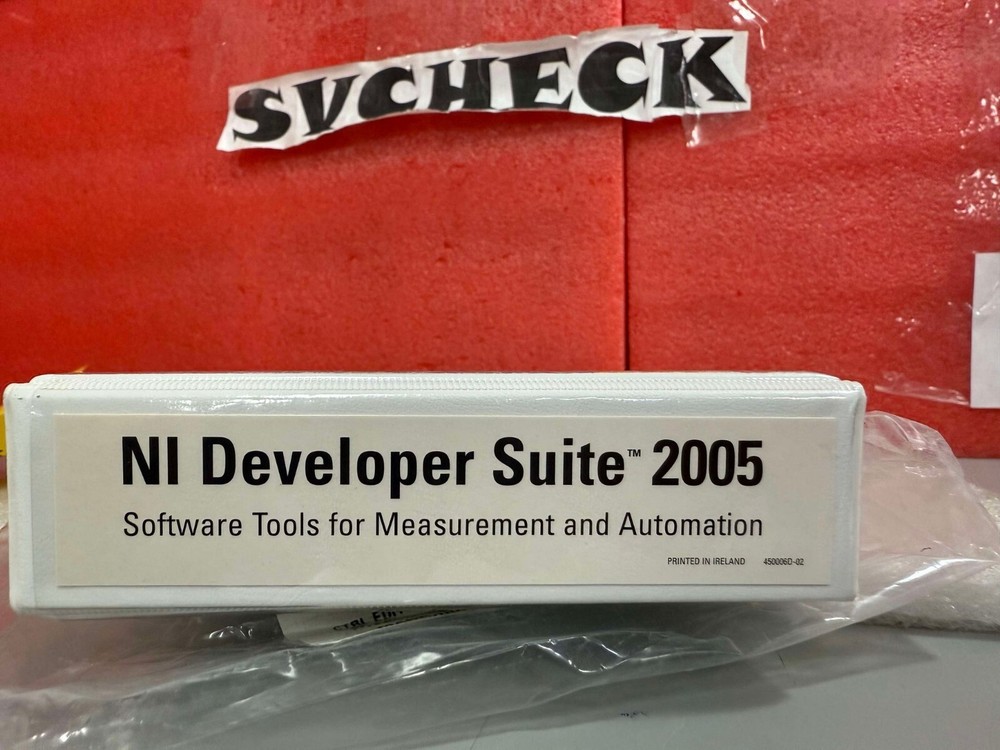 SVCHECK
NI Developer Suite™ 2005
Software Tools for Measurement and Automation
PRINTED IN IRELAND 450006D-02